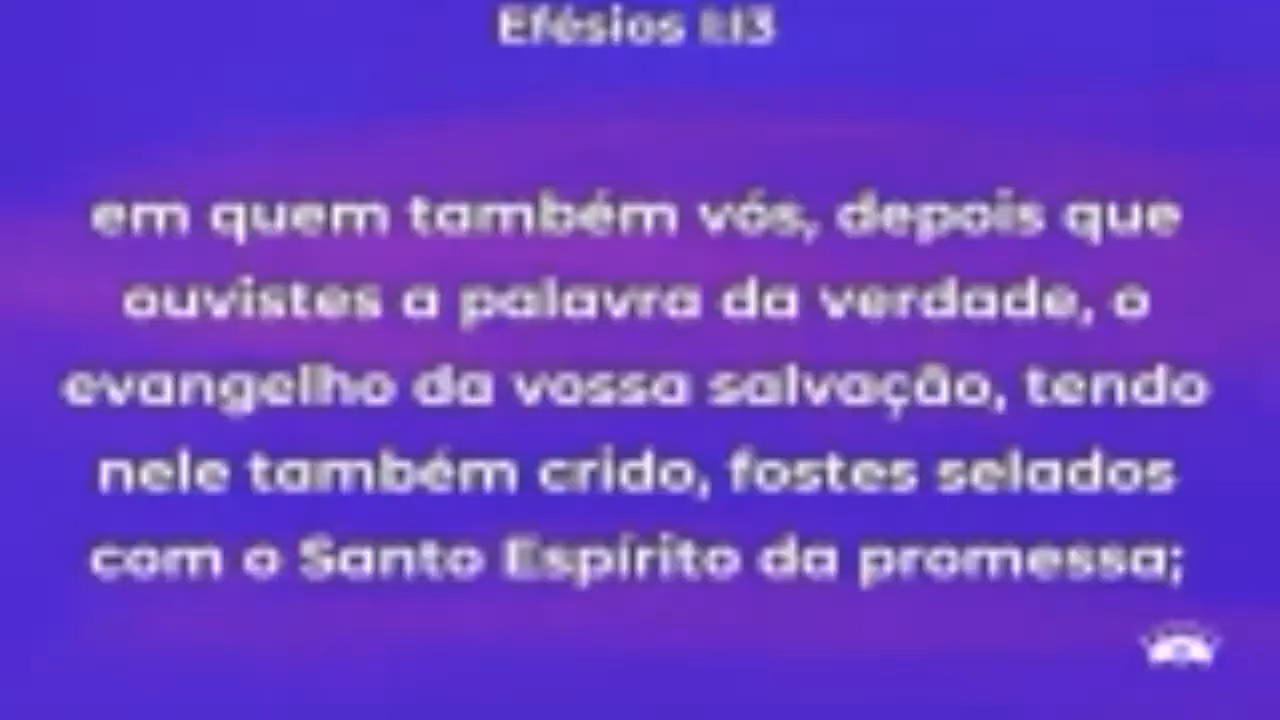 Efésios 1:13
em quem também vós, depois que
ouvistes a palavra da verdade, o
evangelho da vossa salvação, tendo
nele também crido, fostes selados
com o Santo Espírito da promessa;